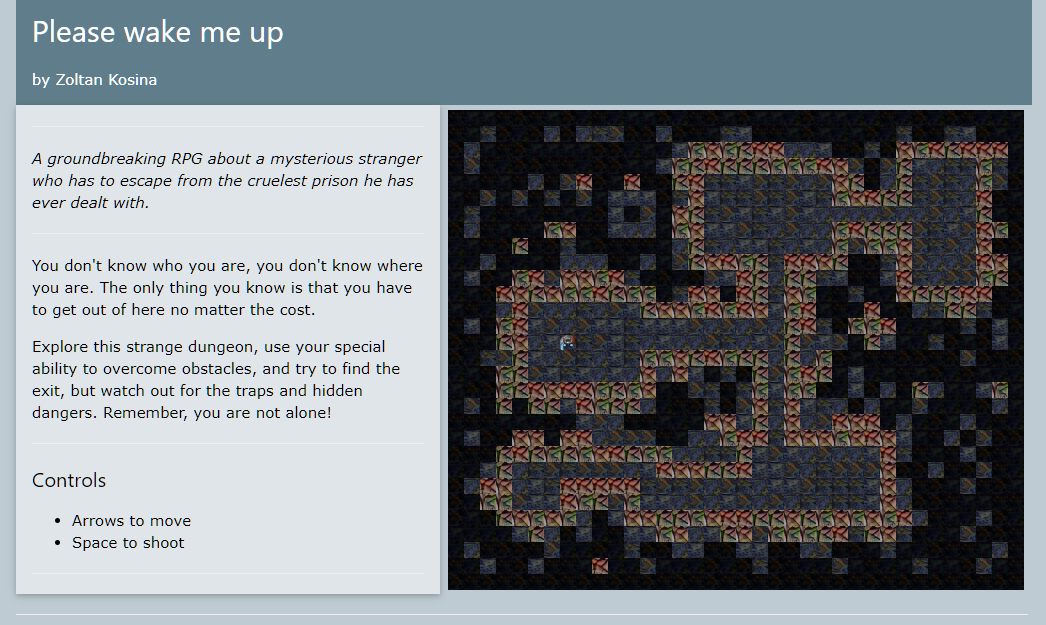 Please wake me up
by Zoltan Kosina
A groundbreaking RPG about a mysterious stranger
who has to escape from the cruelest prison he has
ever dealt with.
You don't know who you are, you don't know where
you are. The only thing you know is that you have
to get out of here no matter the cost.
Explore this strange dungeon, use your special
ability to overcome obstacles, and try to find the
exit, but watch out for the traps and hidden
dangers. Remember, you are not alone!
Controls
• Arrows to move
• Space to shoot